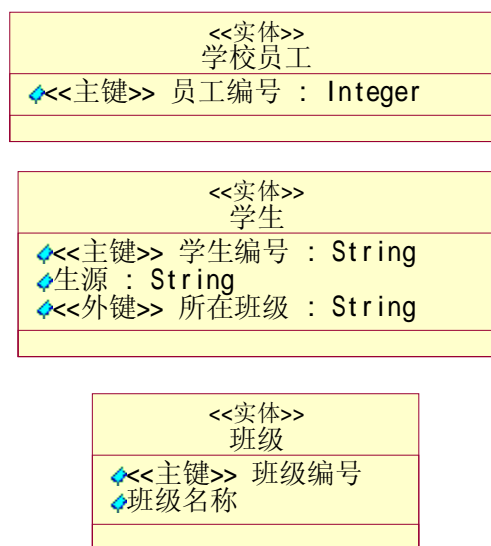 <<实体>>
学校员工
<<主键>> 员工编号 : Integer
<<实体>>
学生
<<主键>> 学生编号 : String
生源 : String
<<外键>> 所在班级 : String
<<实体>>
班级
<<主键>> 班级编号
班级名称